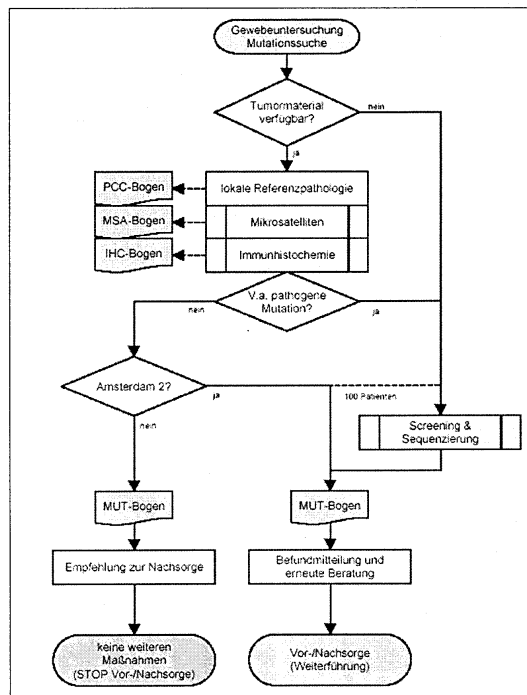 Gewebeuntersuchung
Mutationssuche
Tumormaterial
verfügbar?
nein
ja
PCC-Bogen
lokale Referenzpathologie
MSA-Bogen
Mikrosatelliten
IHC-Bogen
Immunhistochemie
V.a. pathogene
Mutation?
nein
ja
Amsterdam 2?
ja
100 Patienten
nein
Screening &
Sequenzierung
MUT-Bogen
MUT-Bogen
Empfehlung zur Nachsorge
Befundmitteilung und
erneute Beratung
keine weiteren
Maßnahmen
(STOP Vor-/Nachsorge)
Vor-/Nachsorge
(Weiterführung)